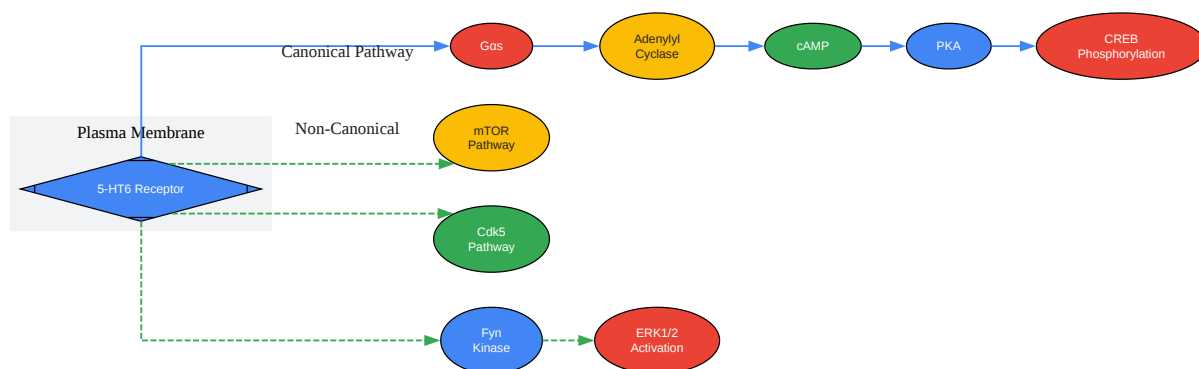 Canonical Pathway
Gαs
Adenylyl
Cyclase
cAMP
PKA
CREB
Phosphorylation
Plasma Membrane
Non-Canonical
mTOR
Pathway
5-HT6 Receptor
Cdk5
Pathway
Fyn
Kinase
ERK1/2
Activation